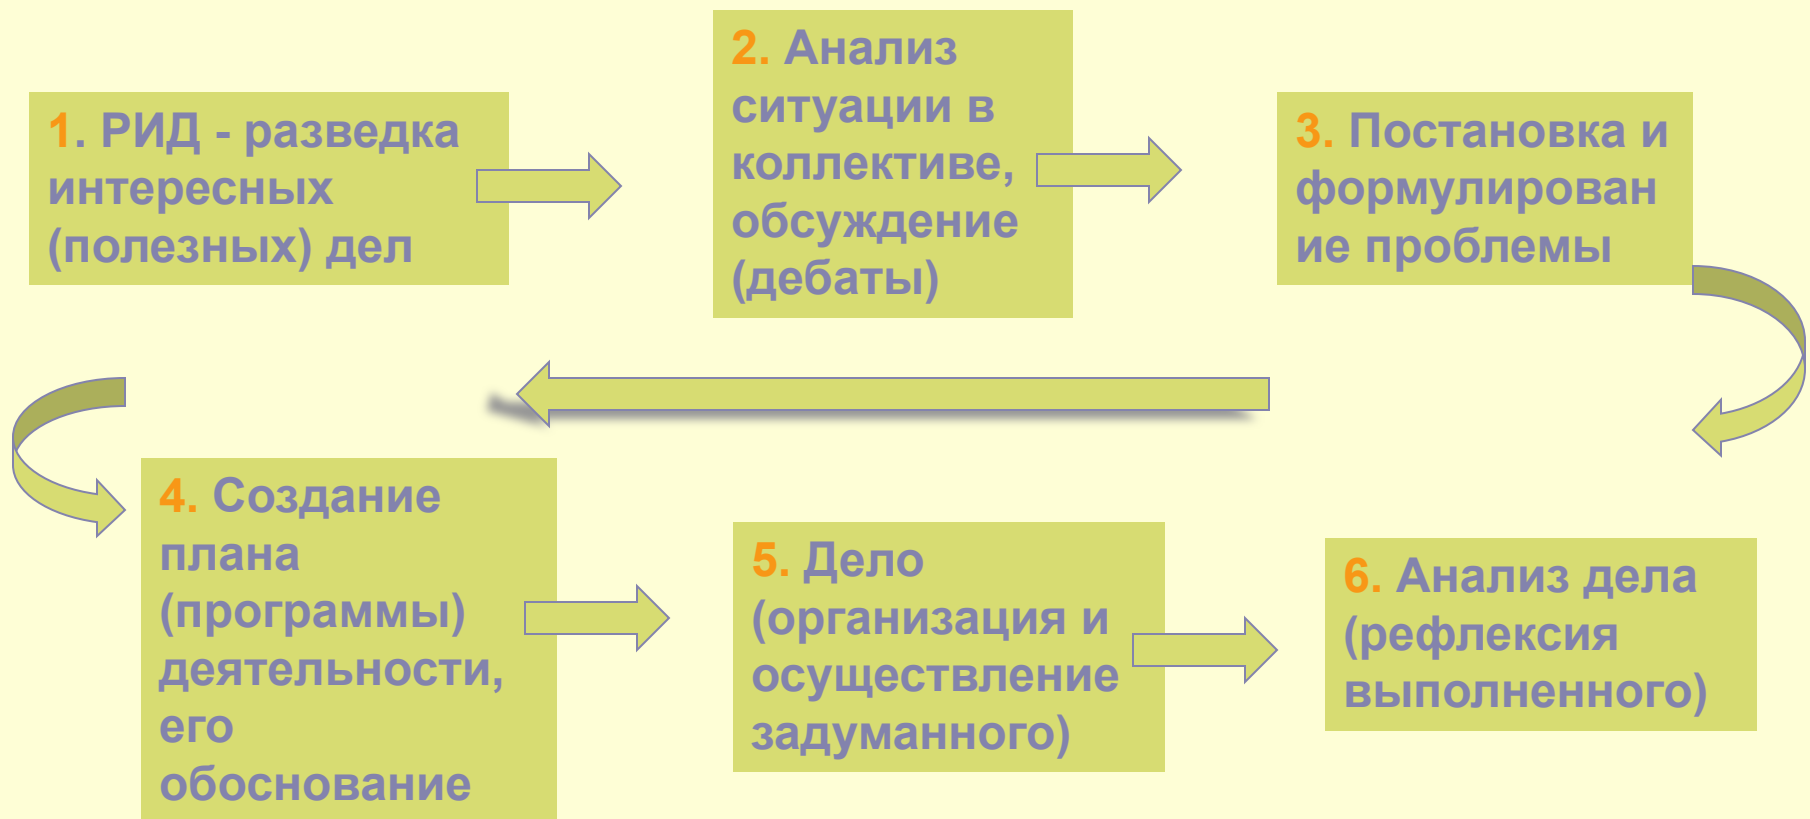 1. РИД - разведка
интересных
(полезных) дел
2. Анализ
ситуации в
коллективе,
обсуждение
(дебаты)
3. Постановка и
формулирован
ие проблемы
4. Создание
плана
(программы)
деятельности,
его
обоснование
5. Дело
(организация и
осуществление
задуманного)
6. Анализ дела
(рефлексия
выполненного)